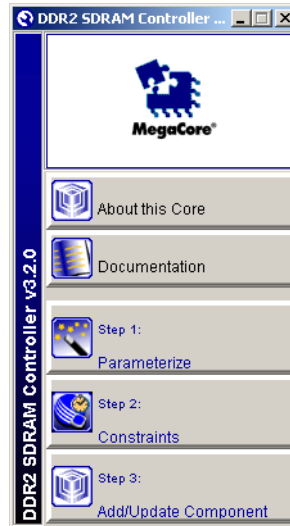 DDR2 SDRAM Controller ...
MegaCore®
About this Core
Documentation
Step 1:
Parameterize
Step 2:
Constraints
Step 3:
Add/Update Component
DDR2 SDRAM Controller v3.2.0